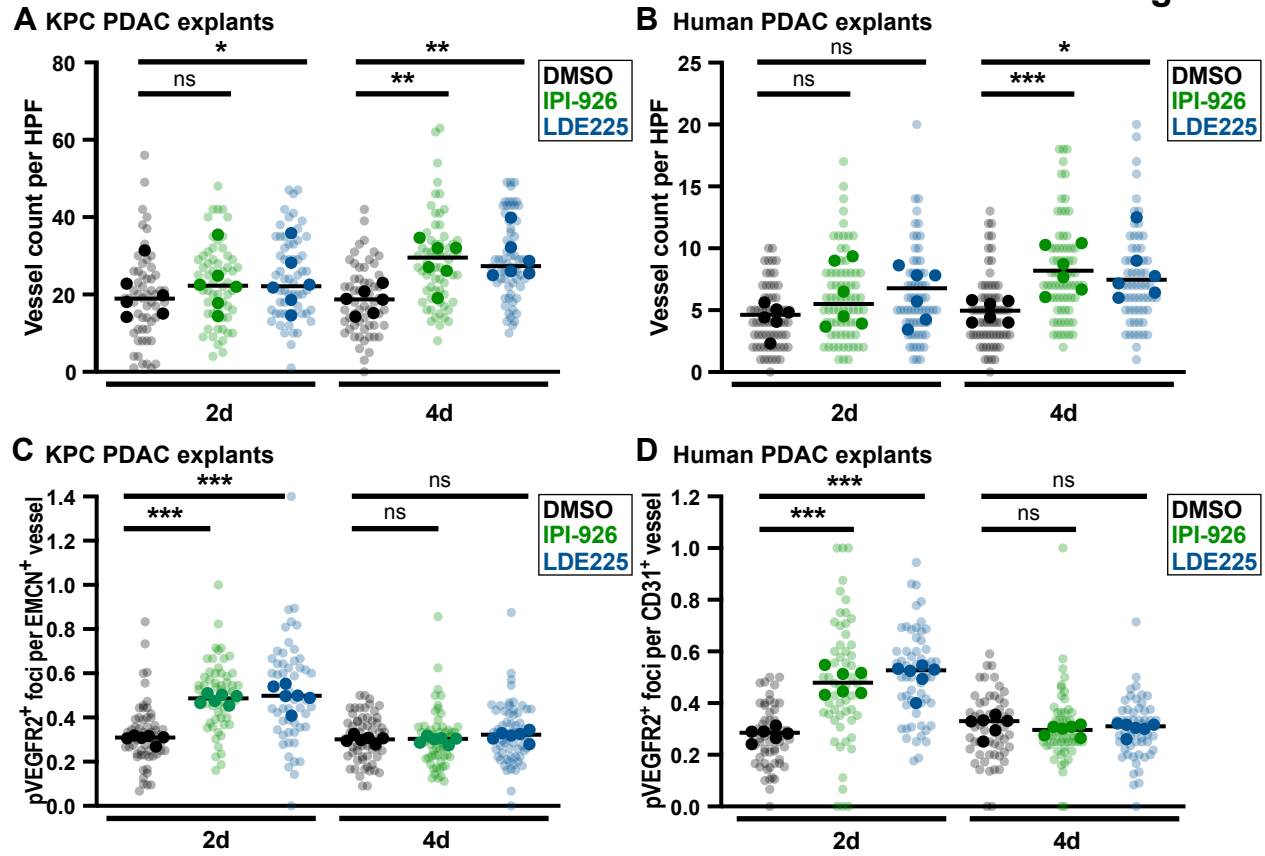 g
A KPC PDAC explants
Vessel count per HPF
80
60
40
20
0
*
ns
**
**
DMSO
IPI-926
LDE225
2d
4d
B Human PDAC explants
Vessel count per HPF
25
20
15
10
5
0
ns
ns
*
***
DMSO
IPI-926
LDE225
2d
4d
C KPC PDAC explants
pVEGFR2+ foci per EMCN+ vessel
1.4
1.2
1.0
0.8
0.6
0.4
0.2
0.0
***
***
ns
ns
DMSO
IPI-926
LDE225
2d
4d
D Human PDAC explants
pVEGFR2+ foci per CD31+ vessel
1.2
1.0
0.8
0.6
0.4
0.2
0.0
***
***
ns
ns
DMSO
IPI-926
LDE225
2d
4d